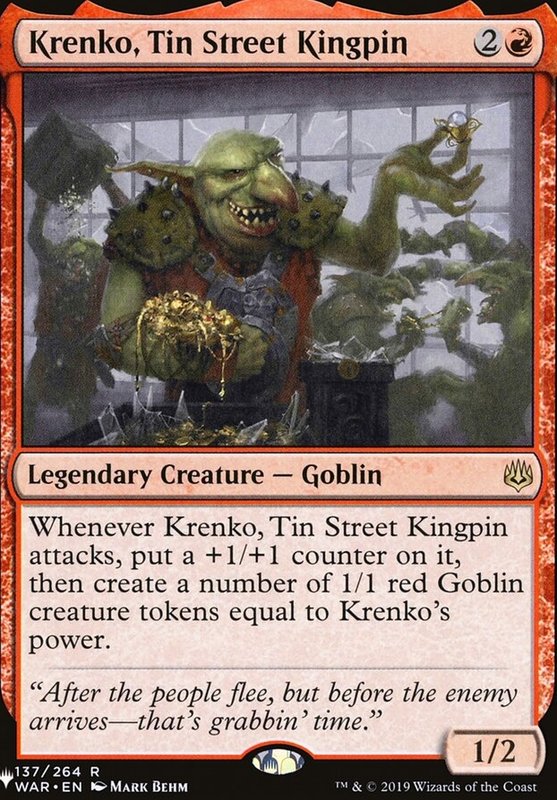 Krenko, Tin Street Kingpin 2
Legendary Creature — Goblin
Whenever Krenko, Tin Street Kingpin
attacks, put a +1/+1 counter on it,
then create a number of 1/1 red Goblin
creature tokens equal to Krenko's
power.
“After the people flee, but before the enemy
arrives—that's grabbin' time.”
1/2
137/264 R
WAR • EN Mark Behm
™ & © 2019 Wizards of the Coast